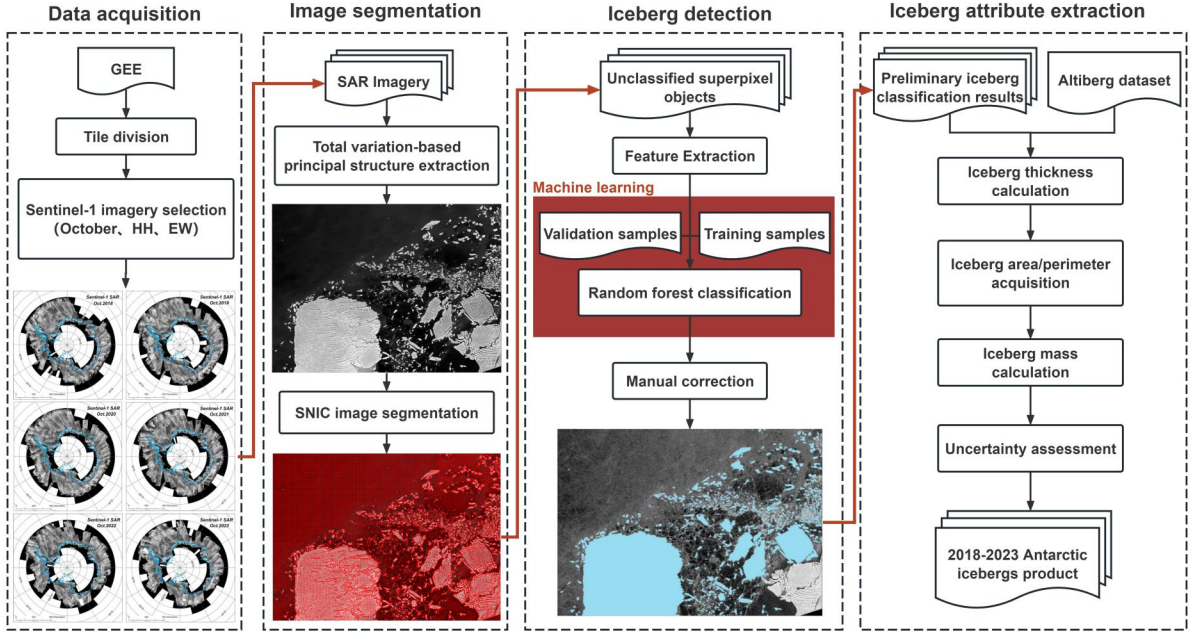 Data acquisition
GEE
Tile division
Sentinel-1 imagery selection
(October、HH、EW)
Sentinel-1 SAR
Oct.2018
Sentinel-1 SAR
Oct.2019
Sentinel-1 SAR
Oct.2020
Sentinel-1 SAR
Oct.2021
Sentinel-1 SAR
Oct.2022
Sentinel-1 SAR
Oct.2023
Image segmentation
SAR Imagery
Total variation-based
principal structure extraction
SNIC image segmentation
Iceberg detection
Unclassified superpixel
objects
Feature Extraction
Machine learning
Validation samples
Training samples
Random forest classification
Manual correction
Iceberg attribute extraction
Preliminary iceberg
classification results
Altiberg dataset
Iceberg thickness
calculation
Iceberg area/perimeter
acquisition
Iceberg mass
calculation
Uncertainty assessment
2018-2023 Antarctic
icebergs product